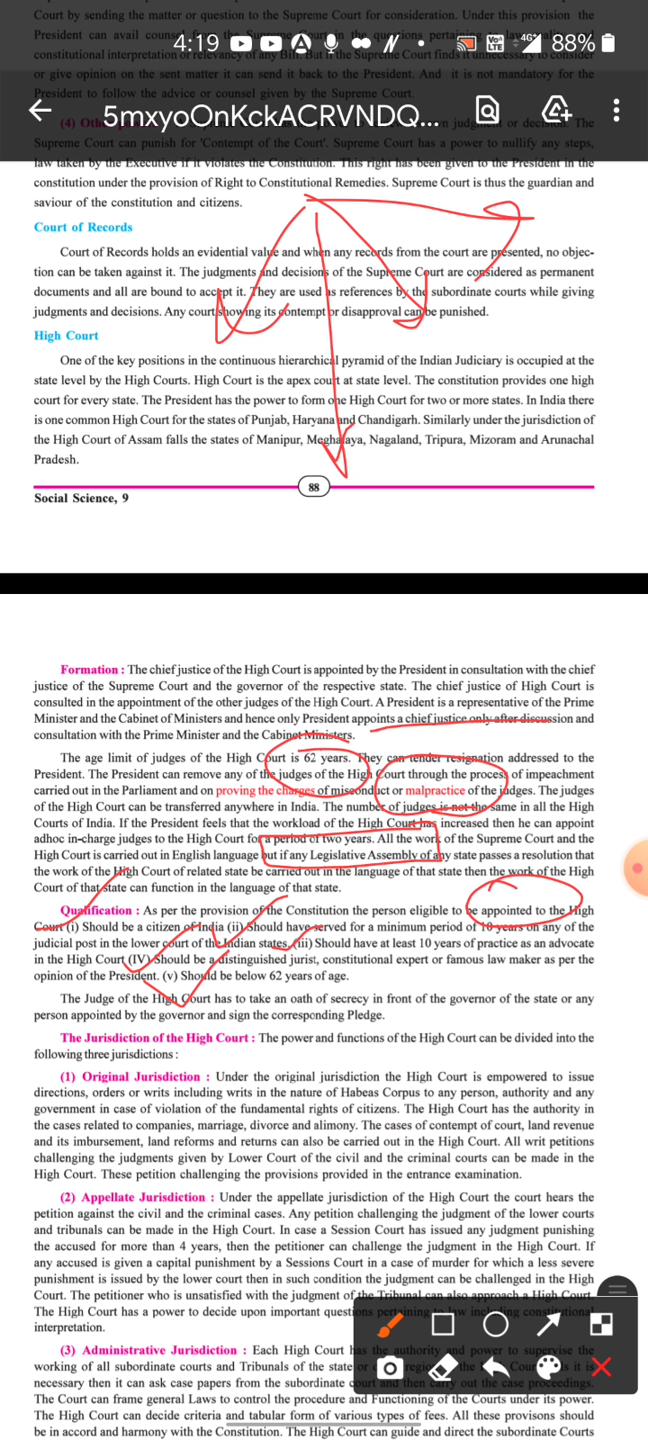 Court by sending the matter or question to the Supreme Court for consideration. Under this provision the
President can avail counsel from the Supreme Court in the questions pertaining
4:19 4G 88%
constitutional interpretation or relevancy of any Bill. But if the Supreme Court finds it unnecessary to consider
or give opinion on the sent matter it can send it back to the President. And it is not mandatory for the
President to follow the advice or counsel given by the Supreme Court.
5mxyoOnKckACRVNDQ...
(4) judgment or decision. The
Supreme Court can punish for 'Contempt of the Court'. Supreme Court has a power to nullify any steps,
law taken by the Executive if it violates the Constitution. This right has been given to the President in the
constitution under the provision of Right to Constitutional Remedies. Supreme Court is thus the guardian and
saviour of the constitution and citizens.
Court of Records
Court of Records holds an evidential value and when any records from the court are presented, no objec-
tion can be taken against it. The judgments and decisions of the Supreme Court are considered as permanent
documents and all are bound to accept it. They are used as references by the subordinate courts while giving
judgments and decisions. Any court showing its contempt or disapproval can be punished.
High Court
One of the key positions in the continuous hierarchical pyramid of the Indian Judiciary is occupied at the
state level by the High Courts. High Court is the apex court at state level. The constitution provides one high
court for every state. The President has the power to form one High Court for two or more states. In India there
is one common High Court for the states of Punjab, Haryana and Chandigarh. Similarly under the jurisdiction of
the High Court of Assam falls the states of Manipur, Meghalaya, Nagaland, Tripura, Mizoram and Arunachal
Pradesh.
88
Social Science, 9
Formation : The chief justice of the High Court is appointed by the President in consultation with the chief
justice of the Supreme Court and the governor of the respective state. The chief justice of High Court is
consulted in the appointment of the other judges of the High Court. A President is a representative of the Prime
Minister and the Cabinet of Ministers and hence only President appoints a chief justice only after discussion and
consultation with the Prime Minister and the Cabinet Ministers.
The age limit of judges of the High Court is 62 years. They can tender resignation addressed to the
President. The President can remove any of the judges of the High Court through the process of impeachment
carried out in the Parliament and on proving the charges of misconduct or malpractice of the judges. The judges
of the High Court can be transferred anywhere in India. The number of judges is not the same in all the High
Courts of India. If the President feels that the workload of the High Court has increased then he can appoint
adhoc in-charge judges to the High Court for a period of two years. All the work of the Supreme Court and the
High Court is carried out in English language but if any Legislative Assembly of any state passes a resolution that
the work of the High Court of related state be carried out in the language of that state then the work of the High
Court of that state can function in the language of that state.
Qualification : As per the provision of the Constitution the person eligible to be appointed to the High
Court (i) Should be a citizen of India (ii) Should have served for a minimum period of 10 years on any of the
judicial post in the lower court of the Indian states. (iii) Should have at least 10 years of practice as an advocate
in the High Court (IV) Should be a distinguished jurist, constitutional expert or famous law maker as per the
opinion of the President. (v) Should be below 62 years of age.
The Judge of the High Court has to take an oath of secrecy in front of the governor of the state or any
person appointed by the governor and sign the corresponding Pledge.
The Jurisdiction of the High Court : The power and functions of the High Court can be divided into the
following three jurisdictions :
(1) Original Jurisdiction : Under the original jurisdiction the High Court is empowered to issue
directions, orders or writs including writs in the nature of Habeas Corpus to any person, authority and any
government in case of violation of the fundamental rights of citizens. The High Court has the authority in
the cases related to companies, marriage, divorce and alimony. The cases of contempt of court, land revenue
and its imbursement, land reforms and returns can also be carried out in the High Court. All writ petitions
challenging the judgments given by Lower Court of the civil and the criminal courts can be made in the
High Court. These petition challenging the provisions provided in the entrance examination.
(2) Appellate Jurisdiction : Under the appellate jurisdiction of the High Court the court hears the
petition against the civil and the criminal cases. Any petition challenging the judgment of the lower courts
and tribunals can be made in the High Court. In case a Session Court has issued any judgment punishing
the accused for more than 4 years, then the petitioner can challenge the judgment in the High Court. If
any accused is given a capital punishment by a Sessions Court in a case of murder for which a less severe
punishment is issued by the lower court then in such condition the judgment can be challenged in the High
Court. The petitioner who is unsatisfied with the judgment of the Tribunal can also approach a High Court.
The High Court has a power to decide upon important questions pertaining to law including constitutional
interpretation.
(3) Administrative Jurisdiction : Each High Court has the authority and power to supervise the
working of all subordinate courts and Tribunals of the state or region the Court it is
necessary then it can ask case papers from the subordinate court and then carry out the case proceedings.
The Court can frame general Laws to control the procedure and Functioning of the Courts under its power.
The High Court can decide criteria and tabular form of various types of fees. All these provisons should
be in accord and harmony with the Constitution. The High Court can guide and direct the subordinate Courts